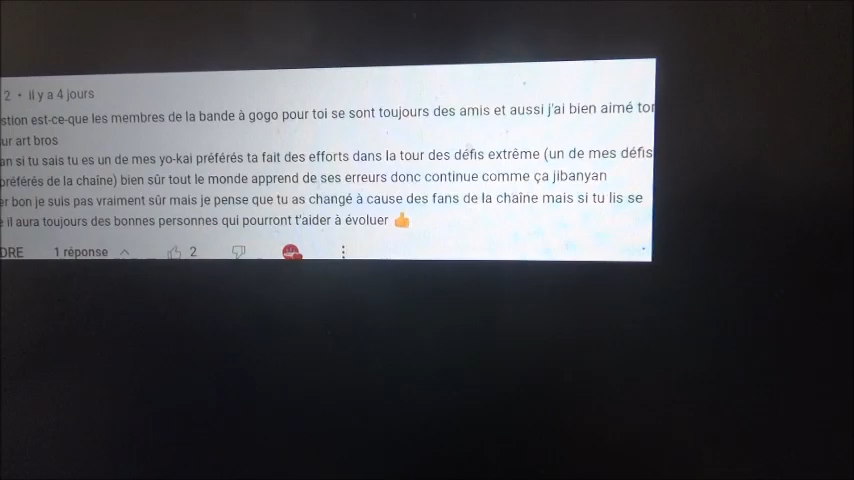 2 • il y a 4 jours
stion est-ce-que les membres de la bande à gogo pour toi se sont toujours des amis et aussi j'ai bien aimé ton
ur art bros
an si tu sais tu es un de mes yo-kai préférés ta fait des efforts dans la tour des défis extrême (un de mes défis
préférés de la chaîne) bien sûr tout le monde apprend de ses erreurs donc continue comme ça jibanyan
er bon je suis pas vraiment sûr mais je pense que tu as changé à cause des fans de la chaîne mais si tu lis se
e il aura toujours des bonnes personnes qui pourront t'aider à évoluer 👍
DRE 1 réponse 2